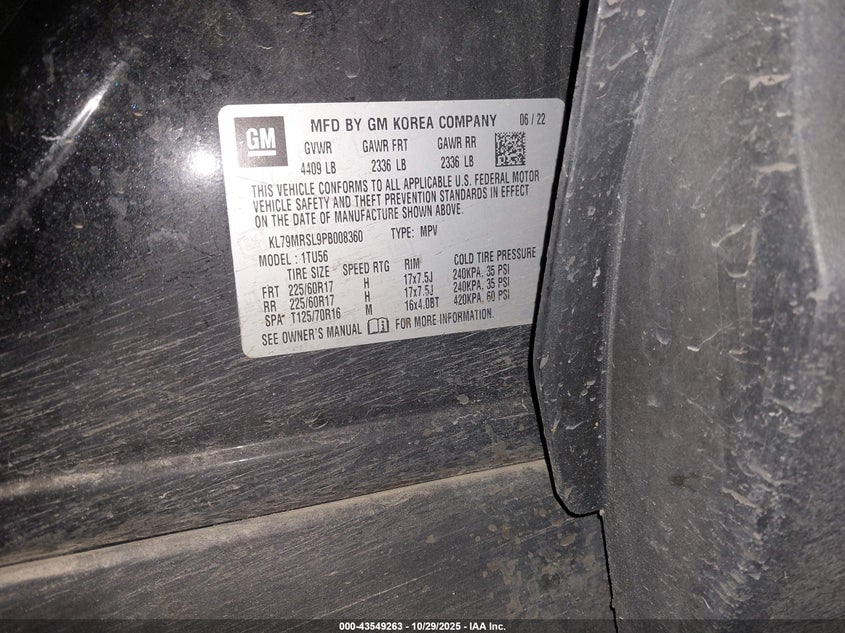 GM
MFD BY GM KOREA COMPANY 06 / 22
GVWR GAWR FRT GAWR RR
4409 LB 2336 LB 2336 LB
THIS VEHICLE CONFORMS TO ALL APPLICABLE U.S. FEDERAL MOTOR
VEHICLE SAFETY AND THEFT PREVENTION STANDARDS IN EFFECT
ON THE DATE OF MANUFACTURE SHOWN ABOVE.
KL79MRSL9PB008360 TYPE: MPV
MODEL : 1TU56
TIRE SIZE SPEED RTG RIM COLD TIRE PRESSURE
FRT 225/60R17 H 17x7.5J 240KPA, 35 PSI
RR 225/60R17 H 17x7.5J 240KPA, 35 PSI
SPA* T125/70R16 M 16x4.0BT 420KPA, 60 PSI
SEE OWNER'S MANUAL FOR MORE INFORMATION.
000-43549263 - 10/29/2025 - IAA Inc.